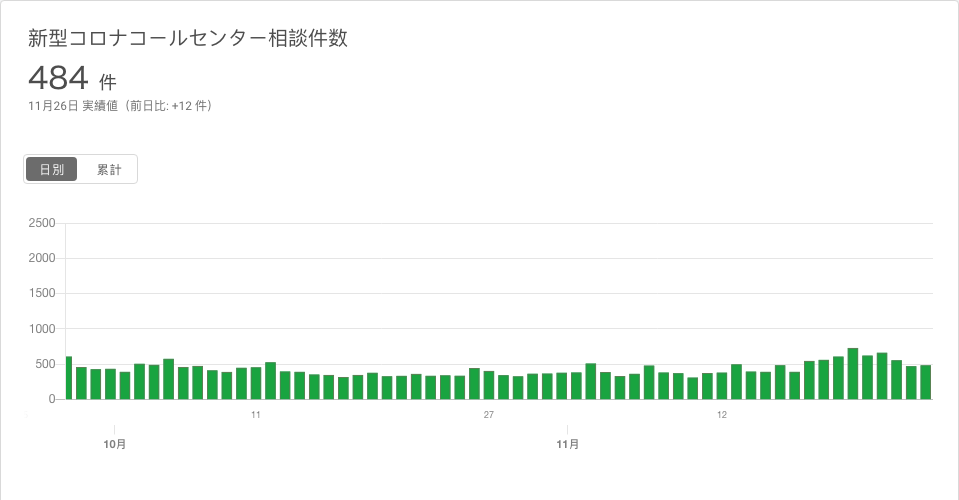 新型コロナコールセンター相談件数
484 件
11月26日 実績値（前日比: +12 件）
日別 累計
2500
2000
1500
1000
500
0
11 27 12
10月 11月